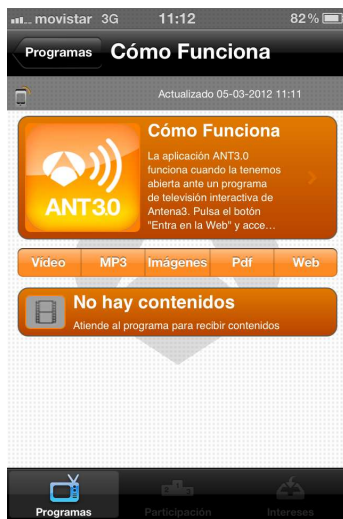 movistar 3G 11:12 82%
Programas Cómo Funciona
Actualizado 05-03-2012 11:11
Cómo Funciona
La aplicación ANT3.0
funciona cuando la tenemos
abierta ante un programa
de televisión interactiva de
Antena3. Pulsa el botón
"Entra en la Web" y acce...
ANT3.0
Vídeo MP3 Imágenes Pdf Web
No hay contenidos
Atiende al programa para recibir contenidos
Programas Participación Intereses